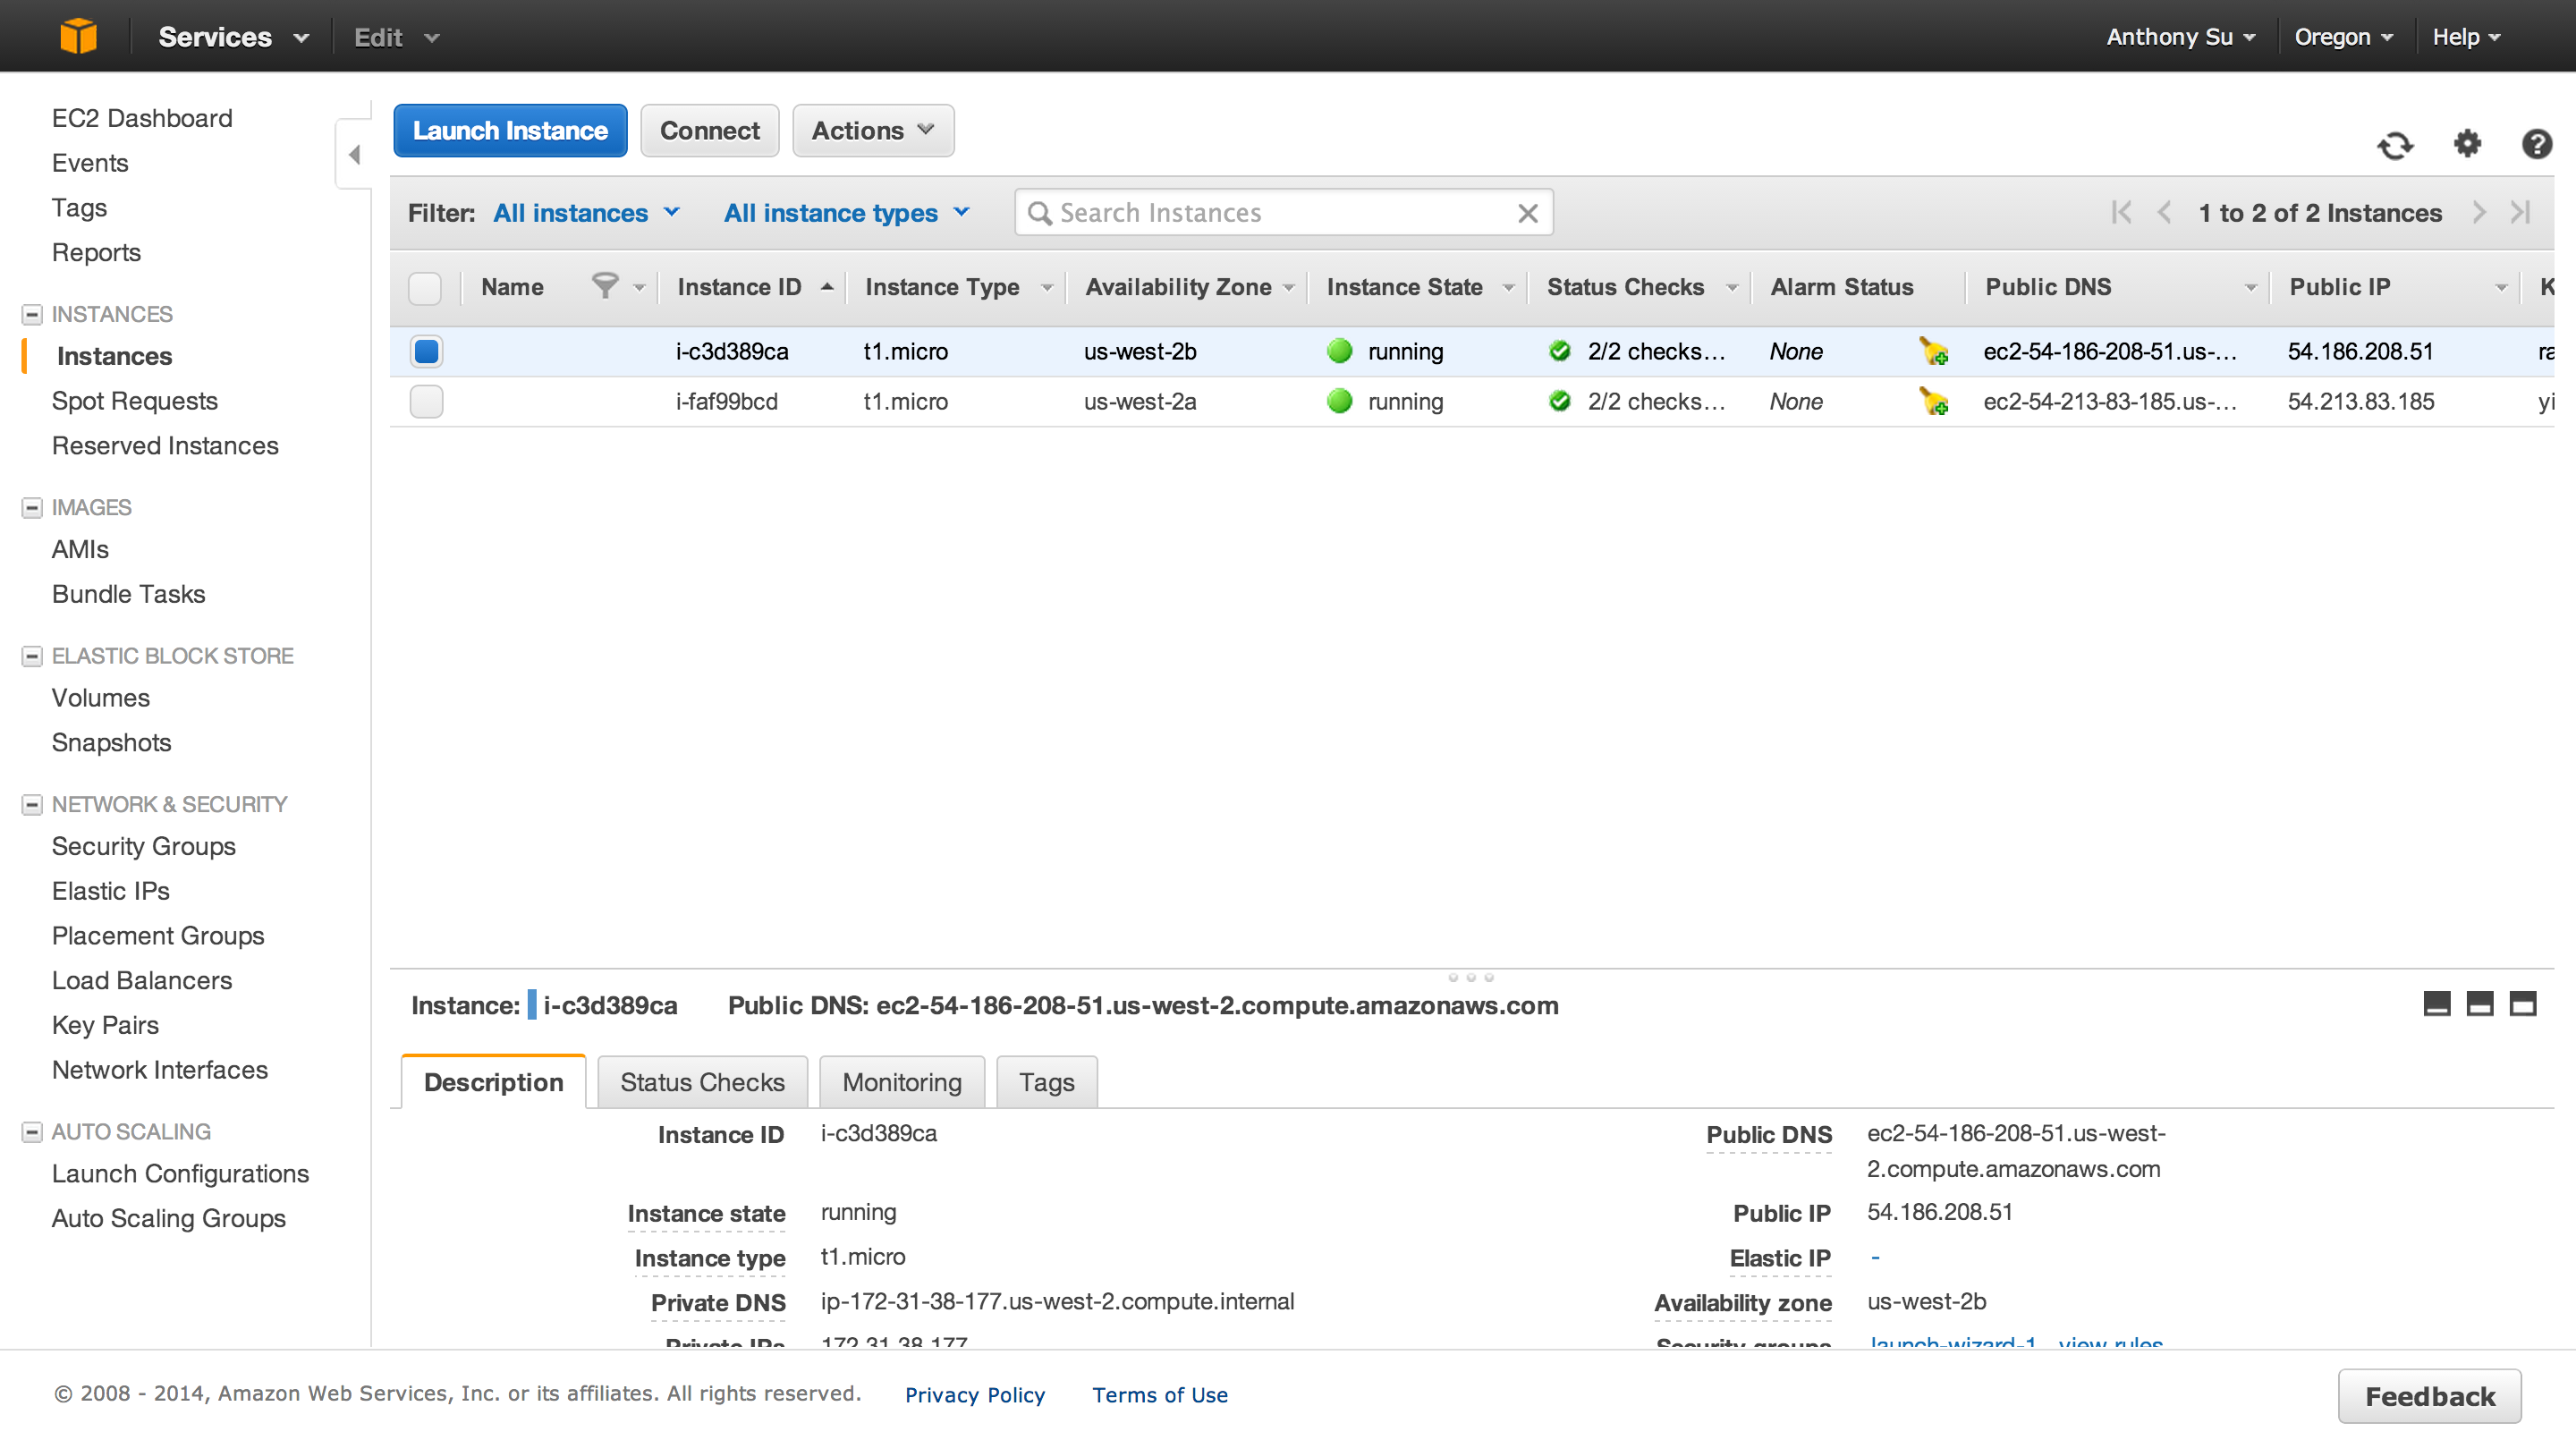 Services Edit Anthony Su Oregon Help
EC2 Dashboard
Events
Tags
Reports
INSTANCES
Instances
Spot Requests
Reserved Instances
IMAGES
AMIs
Bundle Tasks
ELASTIC BLOCK STORE
Volumes
Snapshots
NETWORK & SECURITY
Security Groups
Elastic IPs
Placement Groups
Load Balancers
Key Pairs
Network Interfaces
AUTO SCALING
Launch Configurations
Auto Scaling Groups
Launch Instance Connect Actions
Filter: All instances All instance types Search Instances 1 to 2 of 2 Instances
Name Instance ID Instance Type Availability Zone Instance State Status Checks Alarm Status Public DNS Public IP K
i-c3d389ca t1.micro us-west-2b running 2/2 checks... None ec2-54-186-208-51.us-... 54.186.208.51 ra
i-faf99bcd t1.micro us-west-2a running 2/2 checks... None ec2-54-213-83-185.us-... 54.213.83.185 yi
Instance: i-c3d389ca Public DNS: ec2-54-186-208-51.us-west-2.compute.amazonaws.com
Description Status Checks Monitoring Tags
Instance ID i-c3d389ca Public DNS ec2-54-186-208-51.us-west-
2.compute.amazonaws.com
Instance state running Public IP 54.186.208.51
Instance type t1.micro Elastic IP -
Private DNS ip-172-31-38-177.us-west-2.compute.internal Availability zone us-west-2b
Private IPs 172.31.38.177 Security groups launch-wizard-1. view rules
© 2008 - 2014, Amazon Web Services, Inc. or its affiliates. All rights reserved. Privacy Policy Terms of Use Feedback